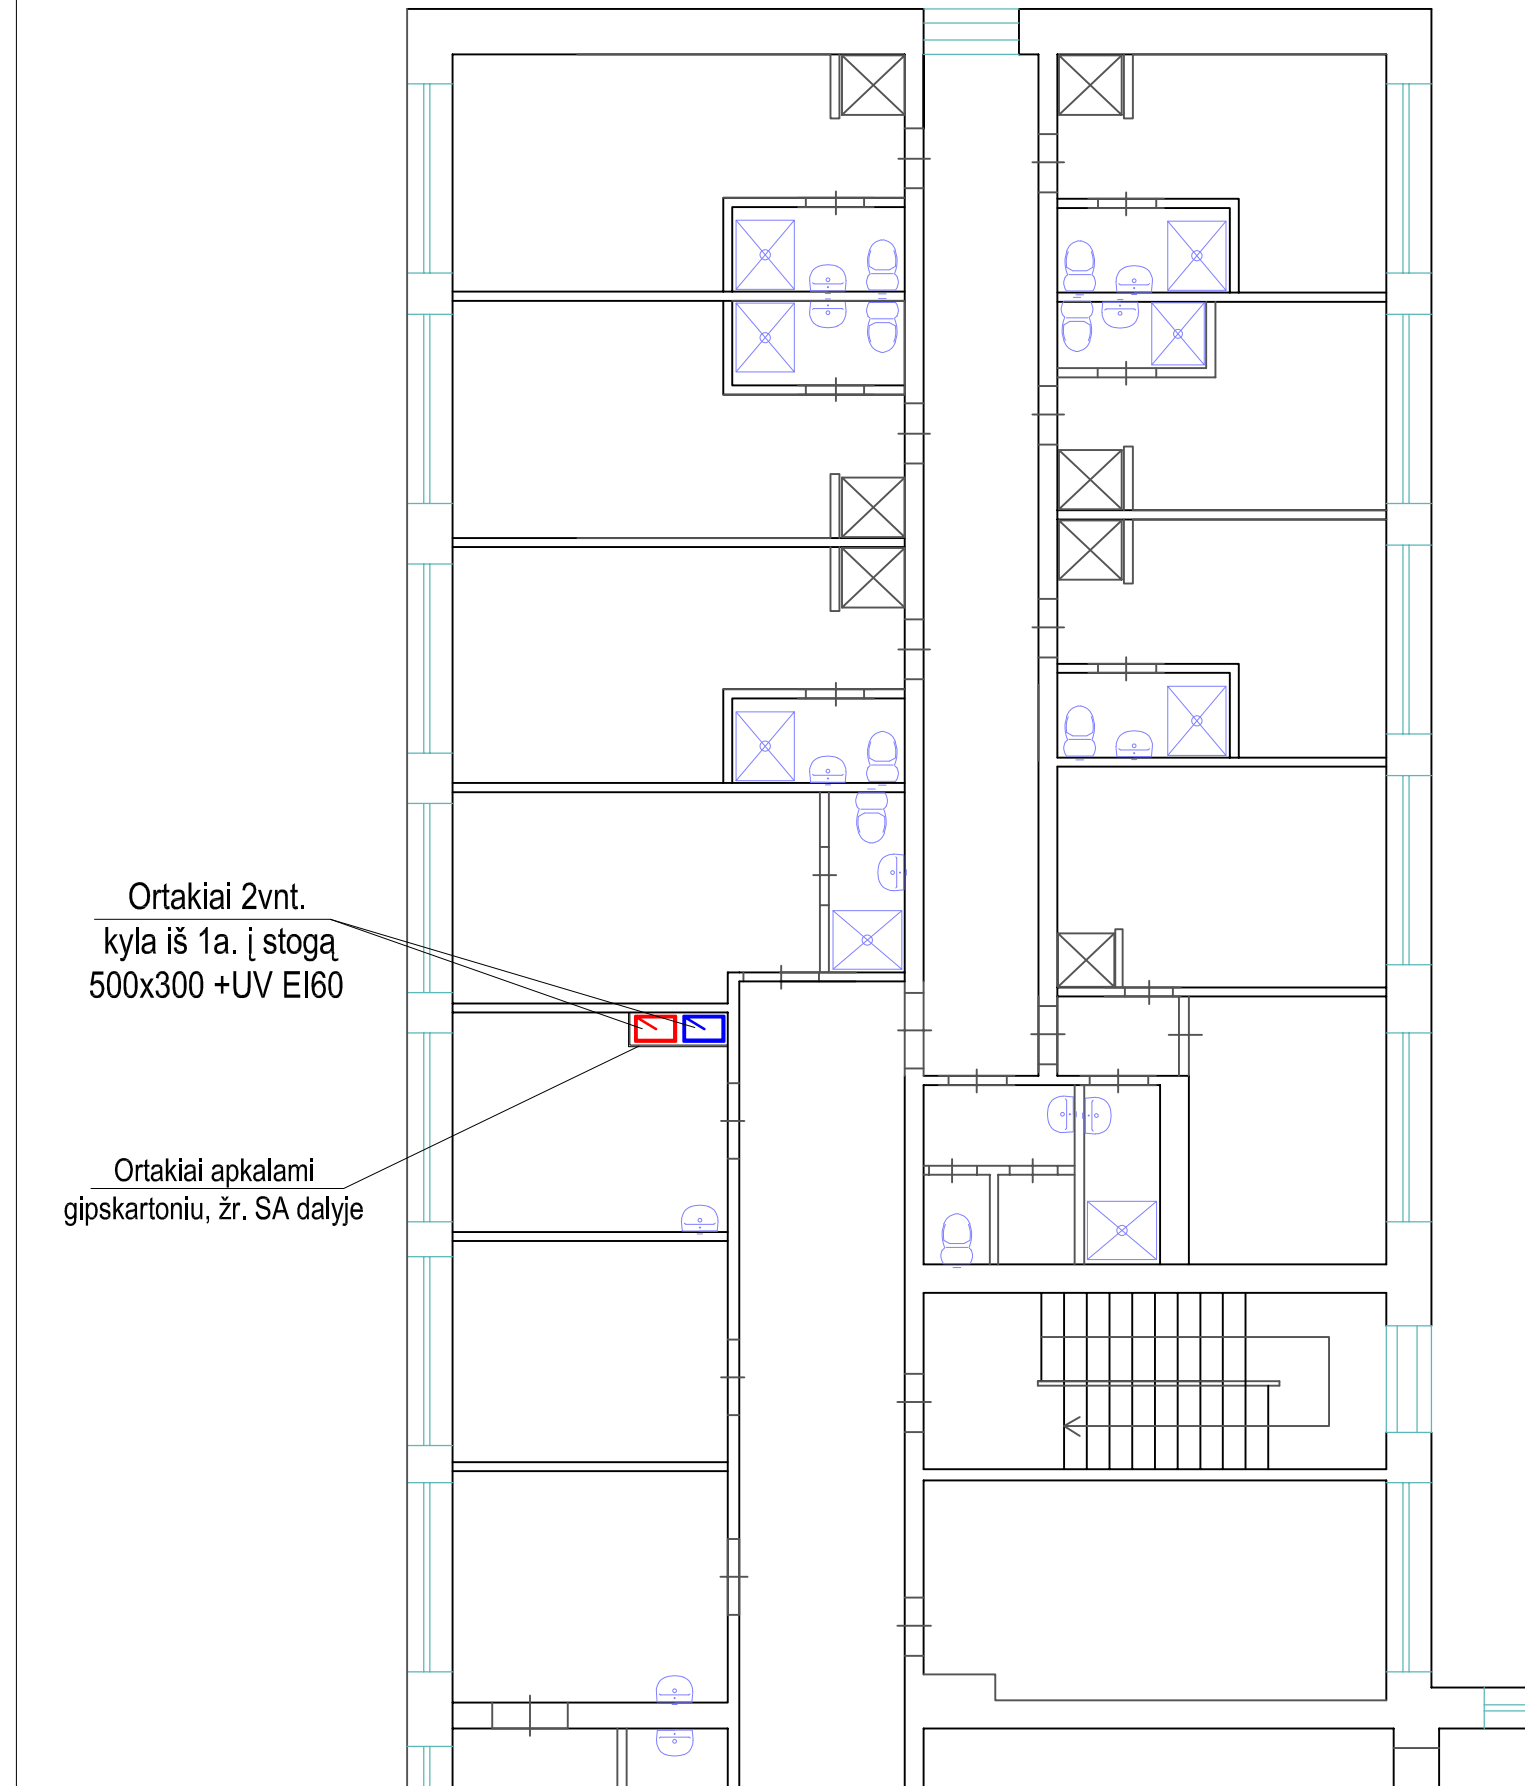 Ortakiai 2vnt.
kyla iš 1a. į stogą
500x300 +UV EI60
Ortakiai apkalami
gipskartoniu, žr. SA dalyje